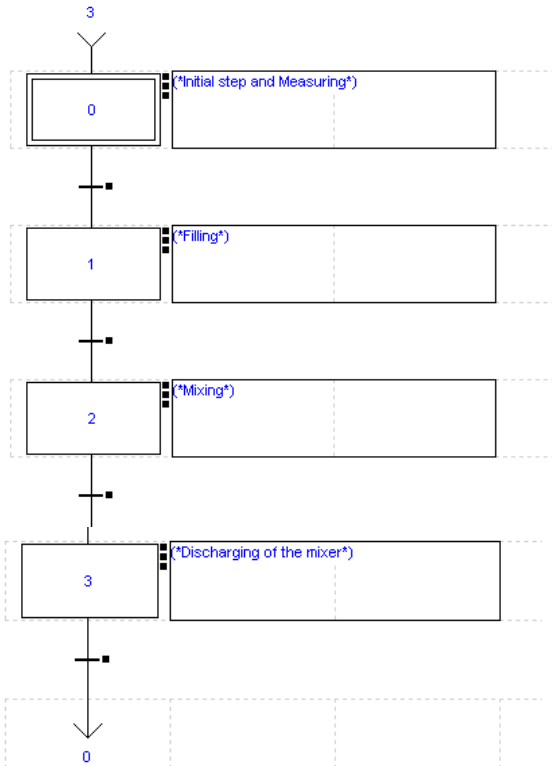 3
0
(*Initial step and Measuring*)
1
(*Filling*)
2
(*Mixing*)
3
(*Discharging of the mixer*)
0